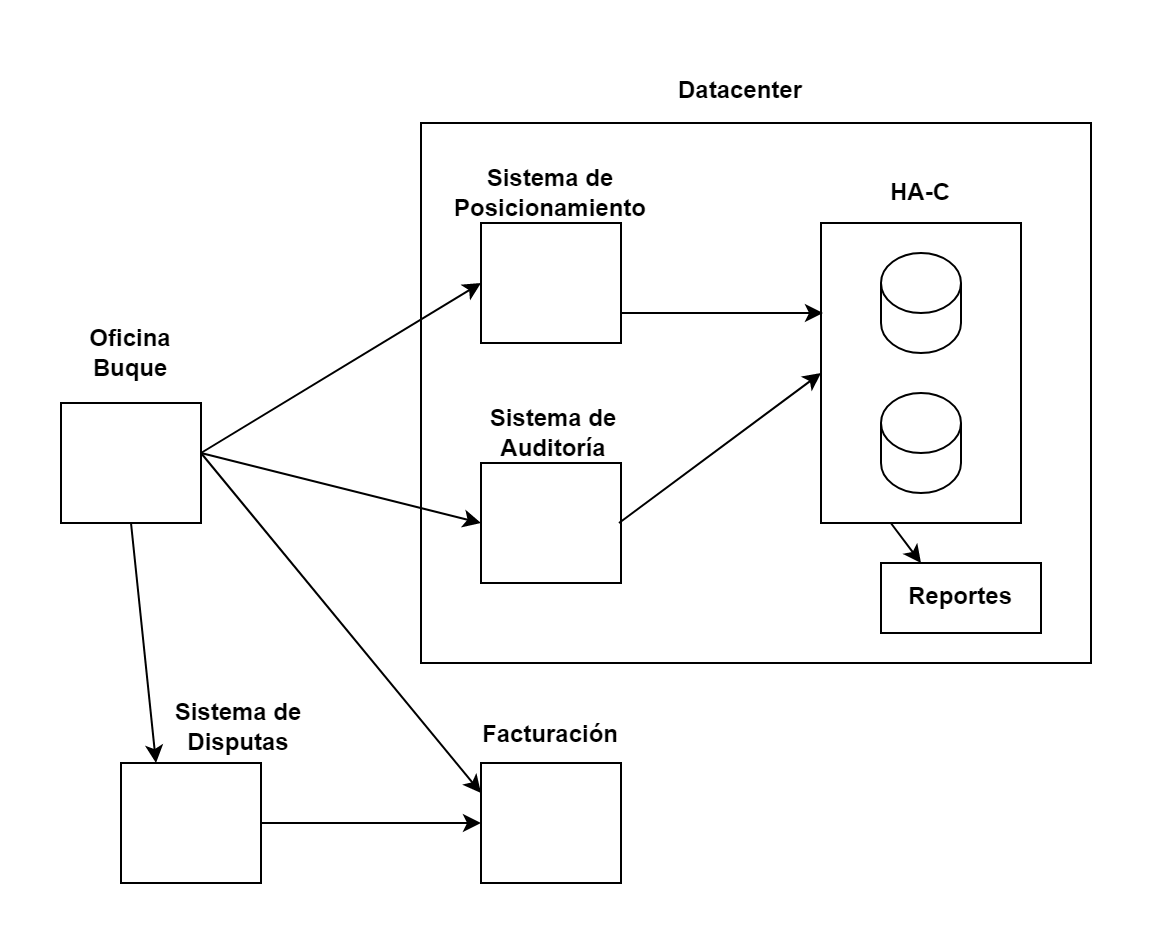 Datacenter
Sistema de
Posicionamiento
HA-C
Oficina
Buque
Sistema de
Auditoría
Reportes
Sistema de
Disputas
Facturación